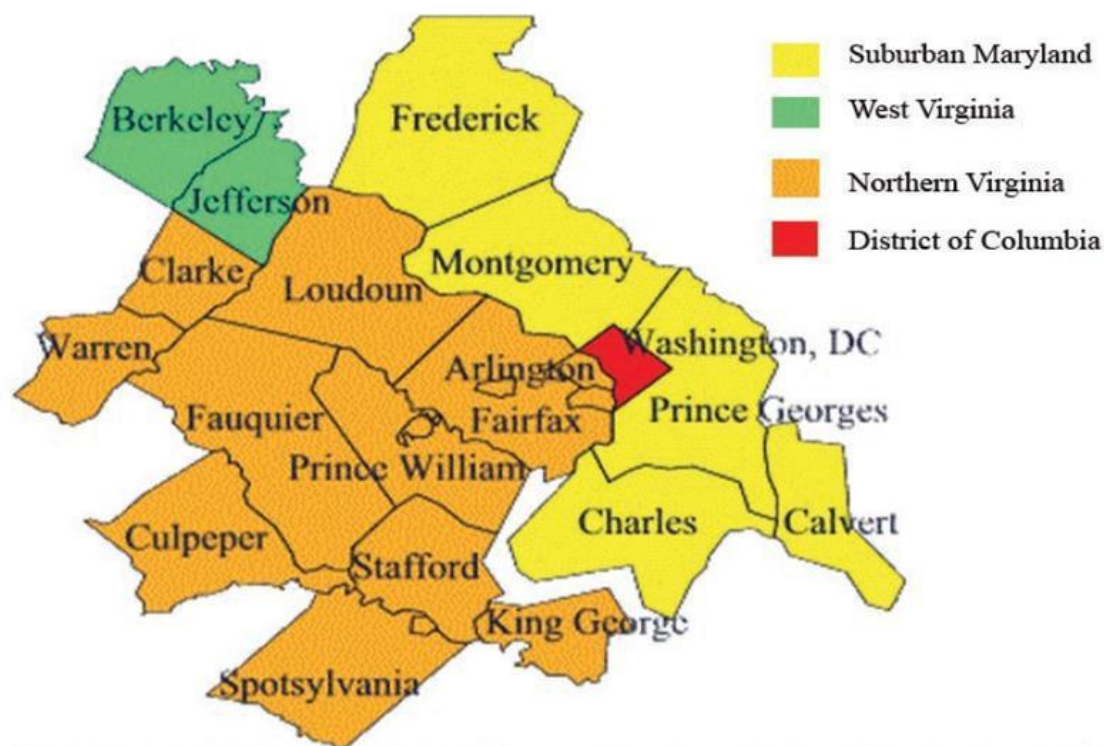 Suburban Maryland
West Virginia
Northern Virginia
District of Columbia
Berkeley
Frederick
Jefferson
Clarke
Loudoun
Montgomery
Warren
Arlington
Washington, DC
Fauquier
Fairfax
Prince Georges
Prince William
Culpeper
Stafford
Charles
Calvert
King George
Spotsylvania